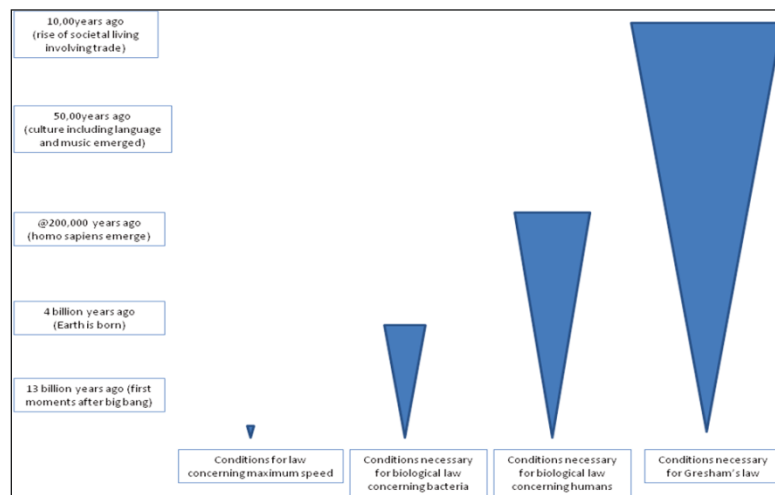 10,00years ago
(rise of societal living
involving trade)
50,00years ago
(culture including language
and music emerged)
@200,000 years ago
(homo sapiens emerge)
4 billion years ago
(Earth is born)
13 billion years ago (first
moments after big bang)
Conditions for law
concerning maximum speed
Conditions necessary
for biological law
concerning bacteria
Conditions necessary
for biological law
concerning humans
Conditions necessary
for Gresham's law